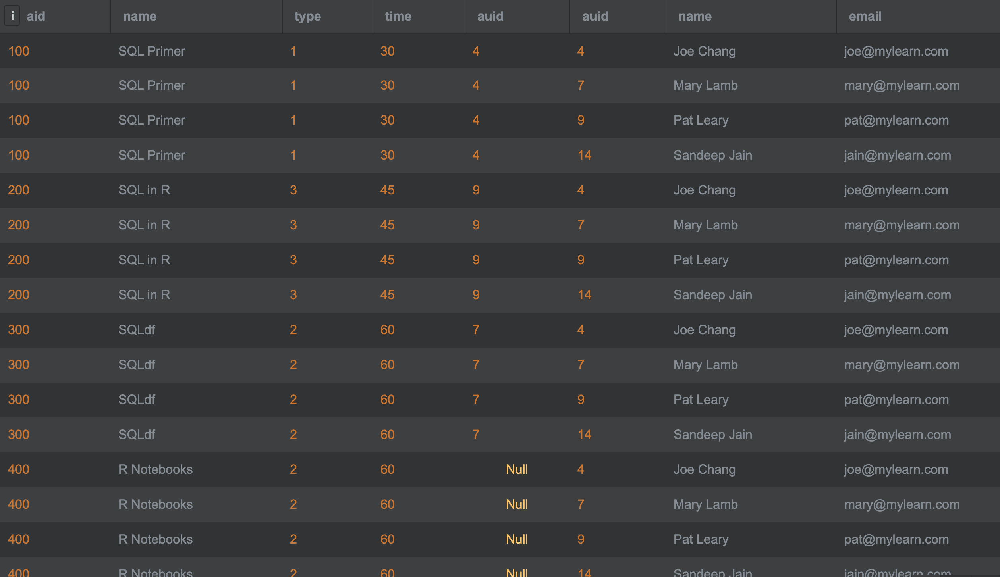 aid name type time auid auid name email
100 SQL Primer 1 30 4 4 Joe Chang joe@mylearn.com
100 SQL Primer 1 30 4 7 Mary Lamb mary@mylearn.com
100 SQL Primer 1 30 4 9 Pat Leary pat@mylearn.com
100 SQL Primer 1 30 4 14 Sandeep Jain jain@mylearn.com
200 SQL in R 3 45 9 4 Joe Chang joe@mylearn.com
200 SQL in R 3 45 9 7 Mary Lamb mary@mylearn.com
200 SQL in R 3 45 9 9 Pat Leary pat@mylearn.com
200 SQL in R 3 45 9 14 Sandeep Jain jain@mylearn.com
300 SQLdf 2 60 7 4 Joe Chang joe@mylearn.com
300 SQLdf 2 60 7 7 Mary Lamb mary@mylearn.com
300 SQLdf 2 60 7 9 Pat Leary pat@mylearn.com
300 SQLdf 2 60 7 14 Sandeep Jain jain@mylearn.com
400 R Notebooks 2 60 Null 4 Joe Chang joe@mylearn.com
400 R Notebooks 2 60 Null 7 Mary Lamb mary@mylearn.com
400 R Notebooks 2 60 Null 9 Pat Leary pat@mylearn.com
400 R Notebooks 2 60 Null 14 Sandeep Jain jain@mylearn.com